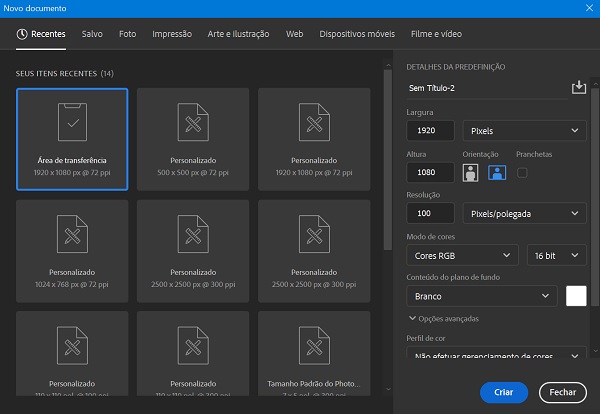 Novo documento
Recentes Salvo Foto Impressão Arte e ilustração Web Dispositivos móveis Filme e vídeo
SEUS ITENS RECENTES (14)
Área de transferência
1920 x 1080 px @ 72 ppi
Personalizado
500 x 500 px @ 72 ppi
Personalizado
1920 x 1080 px @ 72 ppi
Personalizado
1024 x 768 px @ 72 ppi
Personalizado
2500 x 2500 px @ 300 ppi
Personalizado
2500 x 2500 px @ 300 ppi
Personalizado
Personalizado
Tamanho Padrão do Photo...
DETALHES DA PREDEFINIÇÃO
Sem Título-2
Largura
1920 Pixels
Altura Orientação Pranchetas
1080
Resolução
100 Pixels/polegada
Modo de cores
Cores RGB 16 bit
Conteúdo do plano de fundo
Branco
Opções avançadas
Perfil de cor
Não efetuar gerenciamento de cores
Criar Fechar